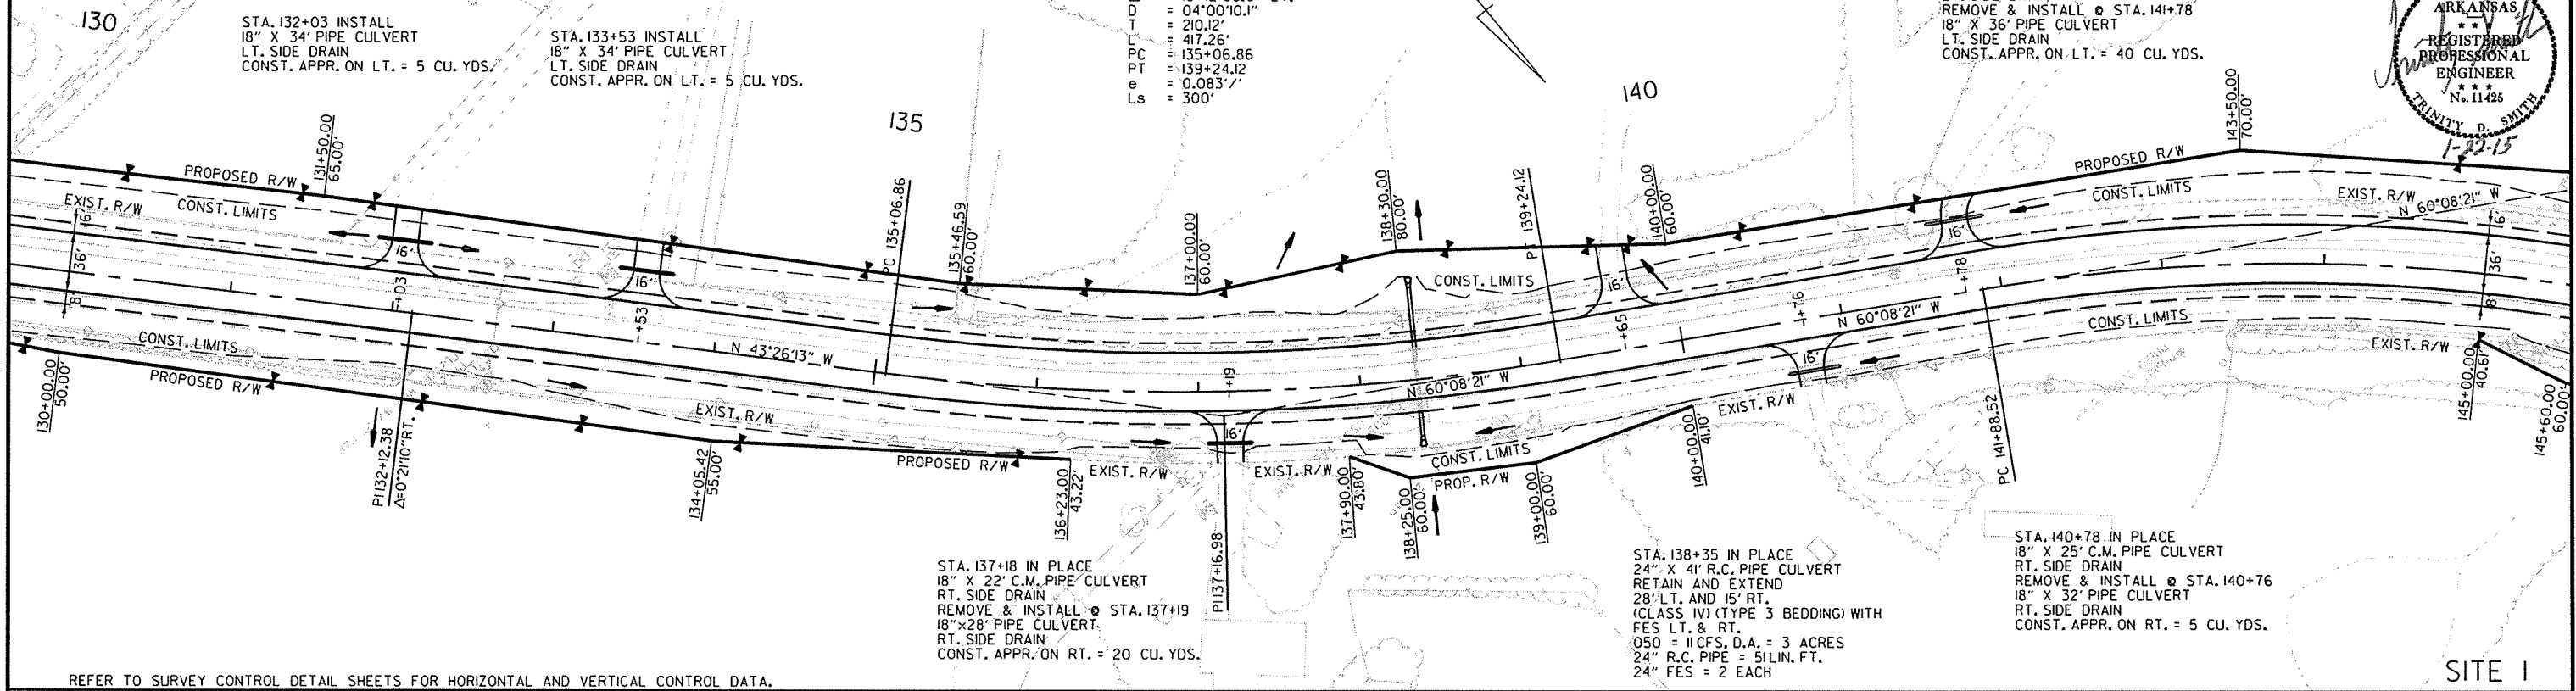 130
STA. 132+03 INSTALL
18" X 34' PIPE CULVERT
LT. SIDE DRAIN
CONST. APPR. ON LT. = 5 CU. YDS.
STA. 133+53 INSTALL
18" X 34' PIPE CULVERT
LT. SIDE DRAIN
CONST. APPR. ON LT. = 5 CU. YDS.
D = 04°00'10.1"
T = 210.12'
L = 417.26'
PC = 135+06.86
PT = 139+24.12
e = 0.083'/'
Ls = 300'
REMOVE & INSTALL @ STA. 141+78
18" X 36' PIPE CULVERT
LT. SIDE DRAIN
CONST. APPR. ON LT. = 40 CU. YDS.
ARKANSAS
REGISTERED
PROFESSIONAL
ENGINEER
No. 11425
TRINITY D. SMITH
1-22-15
135
140
131+50.00
65.00'
PC 135+06.86
135+46.59
60.00'
137+00.00
60.00'
138+30.00
80.00'
PT 139+24.12
140+00.00
60.00'
143+50.00
70.00'
PROPOSED R/W
EXIST. R/W
CONST. LIMITS
PROPOSED R/W
CONST. LIMITS
EXIST. R/W
N 60°08'21" W
CONST. LIMITS
16'
36'
8'
16'
+03
16'
+53
16'
+65
16'
+78
+76
16'
36'
8'
N 43°26'13" W
+19
N 60°08'21" W
N 60°08'21" W
CONST. LIMITS
CONST. LIMITS
PROPOSED R/W
EXIST. R/W
16'
16'
EXIST. R/W
EXIST. R/W
PROPOSED R/W
EXIST. R/W
EXIST. R/W
CONST. LIMITS
PROP. R/W
130+00.00
50.00'
PI 132+12.38
Δ=0°21'10"RT.
134+05.42
55.00'
136+23.00
43.22'
PI 137+16.98
137+90.00
43.80'
138+25.00
60.00'
139+00.00
60.00'
140+00.00
41.10'
PC 141+88.52
145+00.00
40.61'
145+60.00
60.00'
STA. 137+18 IN PLACE
18" X 22' C.M. PIPE CULVERT
RT. SIDE DRAIN
REMOVE & INSTALL @ STA. 137+19
18"x28' PIPE CULVERT
RT. SIDE DRAIN
CONST. APPR. ON RT. = 20 CU. YDS.
STA. 138+35 IN PLACE
24" X 41' R.C. PIPE CULVERT
RETAIN AND EXTEND
28' LT. AND 15' RT.
(CLASS IV) (TYPE 3 BEDDING) WITH
FES LT. & RT.
Q50 = 11 CFS, D.A. = 3 ACRES
24" R.C. PIPE = 51 LIN. FT.
24" FES = 2 EACH
STA. 140+78 IN PLACE
18" X 25' C.M. PIPE CULVERT
RT. SIDE DRAIN
REMOVE & INSTALL @ STA. 140+76
18" X 32' PIPE CULVERT
RT. SIDE DRAIN
CONST. APPR. ON RT. = 5 CU. YDS.
REFER TO SURVEY CONTROL DETAIL SHEETS FOR HORIZONTAL AND VERTICAL CONTROL DATA.
SITE 1